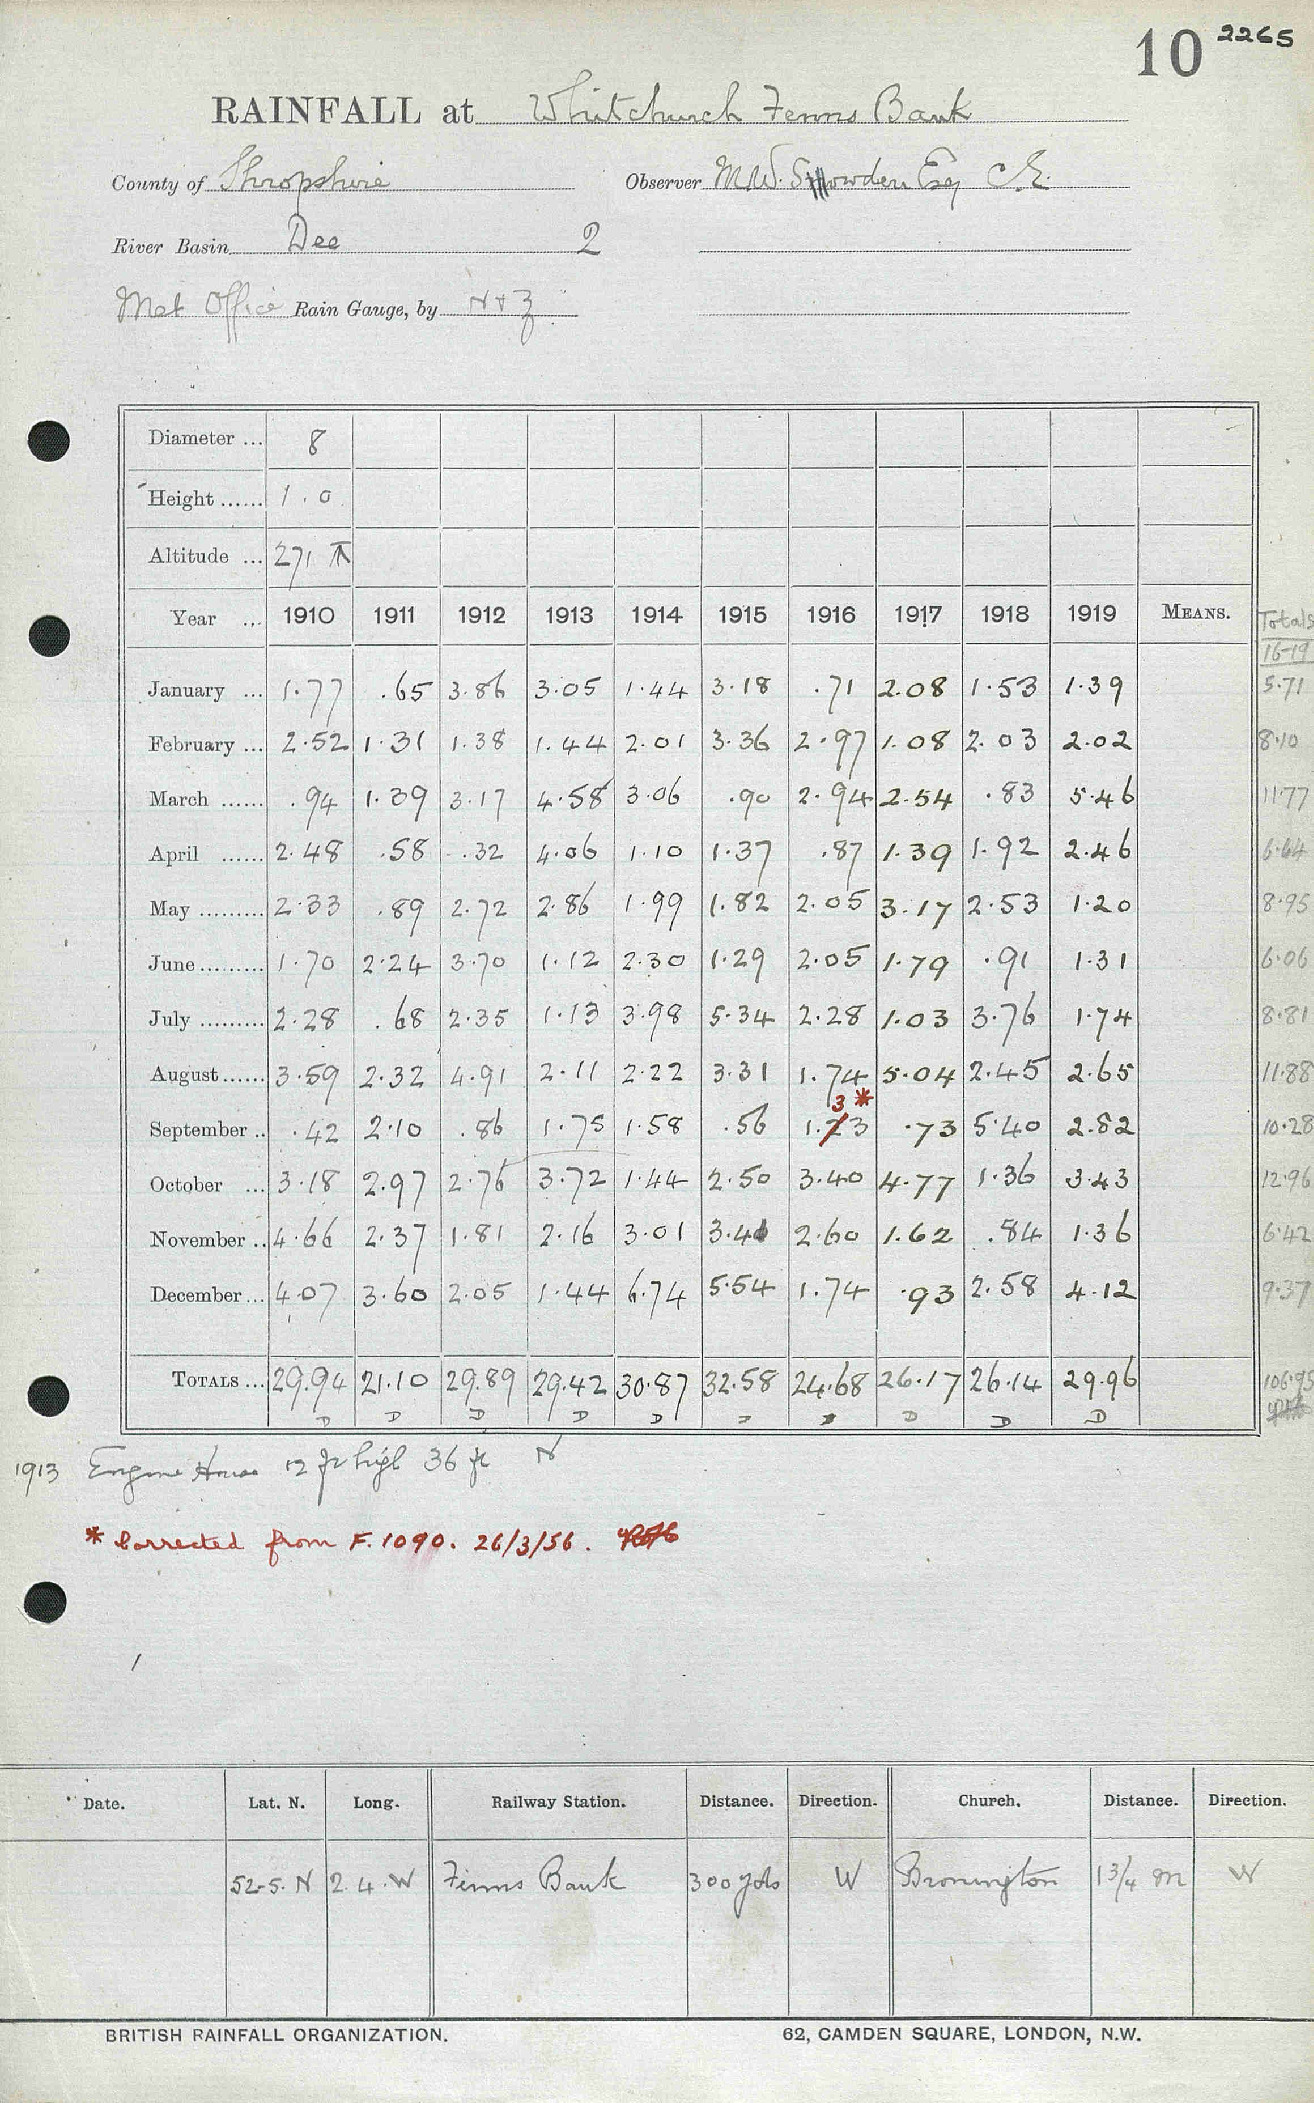 10 2265
RAINFALL at Whitchurch Fenns Bank
County of Shropshire Observer M.W. Snowden Esq C.E.
River Basin Dee 2
Met Office Rain Gauge, by N & Z
Diameter ... 8
Height ...... 1.0
Altitude ... 271
Year ... 1910 1911 1912 1913 1914 1915 1916 1917 1918 1919 MEANS. Totals
16-19
January ... 1.77 .65 3.86 3.05 1.44 3.18 .71 2.08 1.53 1.39 5.71
February ... 2.52 1.31 1.38 1.44 2.01 3.36 2.97 1.08 2.03 2.02 8.10
March ...... .94 1.39 3.17 4.58 3.06 .90 2.94 2.54 .83 5.46 11.77
April ...... 2.48 .58 .32 4.06 1.10 1.37 .87 1.39 1.92 2.46 6.64
May ......... 2.33 .89 2.72 2.86 1.99 1.82 2.05 3.17 2.53 1.20 8.95
June ......... 1.70 2.24 3.70 1.12 2.30 1.29 2.05 1.79 .91 1.31 6.06
July ......... 2.28 .68 2.35 1.13 3.98 5.34 2.28 1.03 3.76 1.74 8.81
August ...... 3.59 2.32 4.91 2.11 2.22 3.31 1.74 5.04 2.45 2.65 11.88
3 *
September .. .42 2.10 .86 1.75 1.58 .56 1.23 .73 5.40 2.82 10.28
October ... 3.18 2.97 2.76 3.72 1.44 2.50 3.40 4.77 1.36 3.43 12.96
November .. 4.66 2.37 1.81 2.16 3.01 3.41 2.60 1.62 .84 1.36 6.42
December ... 4.07 3.60 2.05 1.44 6.74 5.54 1.74 .93 2.58 4.12 9.37
TOTALS ... 29.94 21.10 29.89 29.42 30.87 32.58 24.68 26.17 26.14 29.96 106.95
D D D D D D D D
1913 Engine House 12 ft high 36 ft N
* Corrected from F. 1090. 26/3/56.
Date. Lat. N. Long. Railway Station. Distance. Direction. Church. Distance. Direction.
52.5. N 2.4. W Fenns Bank 300 yds W Bronington 1 3/4 m W
BRITISH RAINFALL ORGANIZATION. 62, CAMDEN SQUARE, LONDON, N.W.